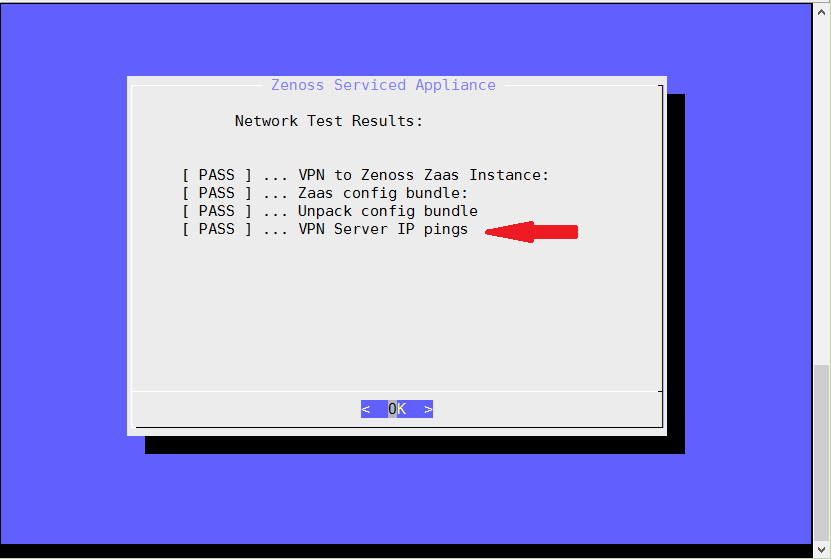 Zenoss Serviced Appliance
Network Test Results:
[ PASS ] ... VPN to Zenoss Zaas Instance:
[ PASS ] ... Zaas config bundle:
[ PASS ] ... Unpack config bundle
[ PASS ] ... VPN Server IP pings
<  OK  >